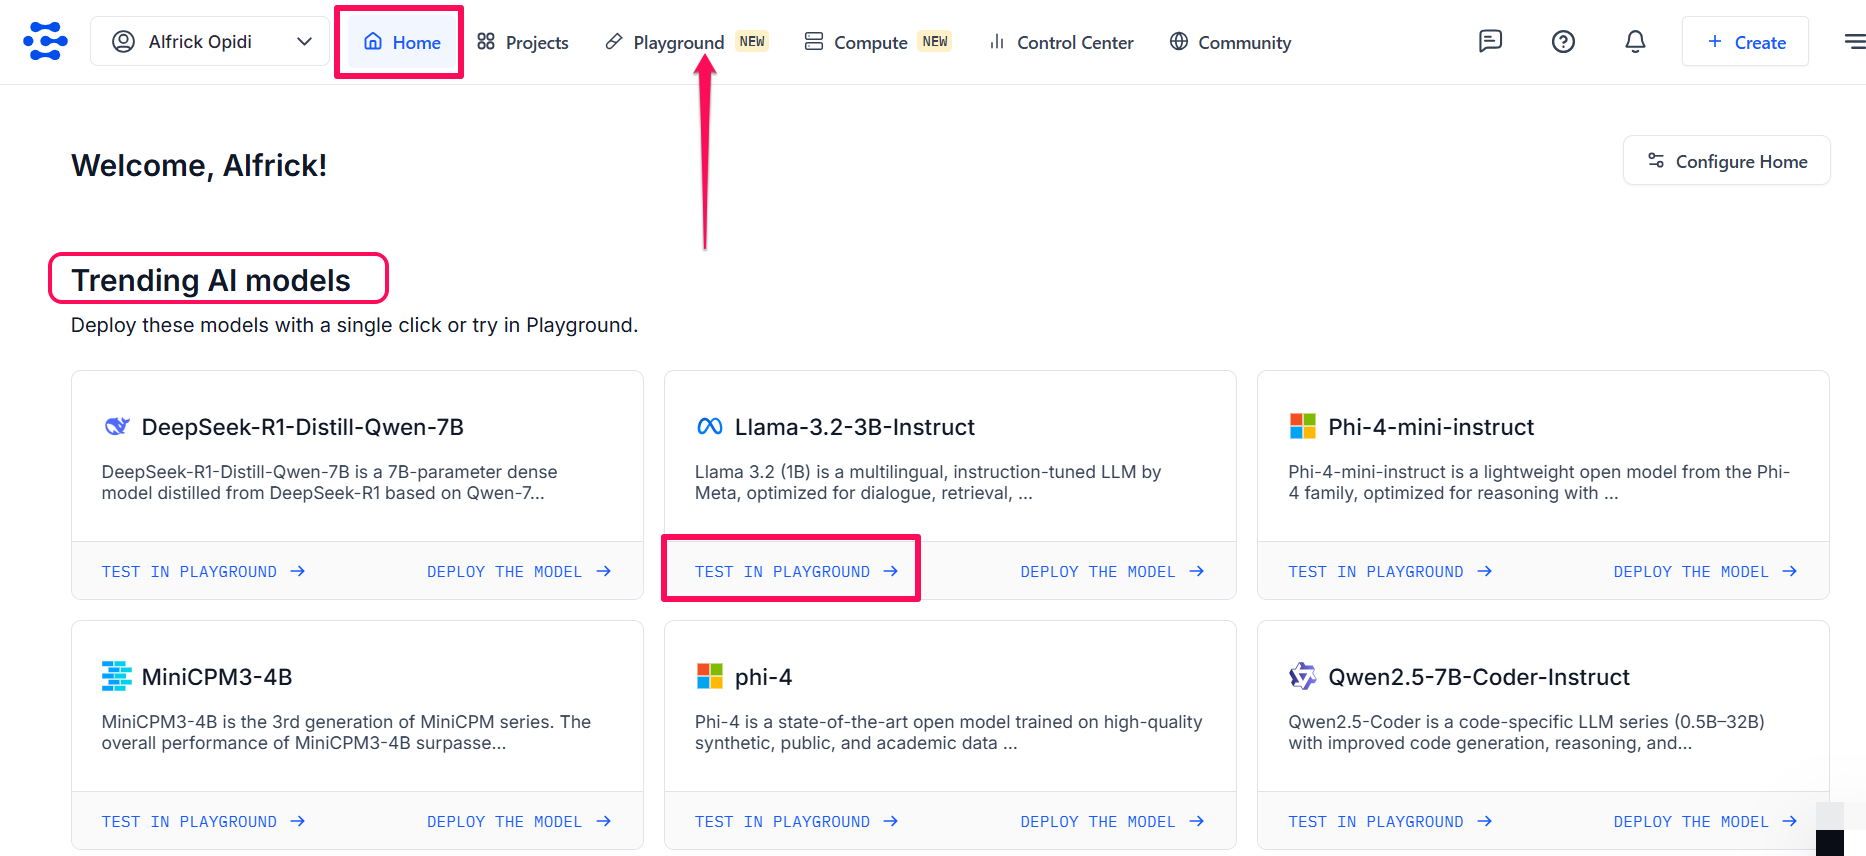 Alfrick Opidi
Home
Projects
Playground NEW
Compute NEW
Control Center
Community
+ Create
Welcome, Alfrick!
Configure Home
Trending AI models
Deploy these models with a single click or try in Playground.
DeepSeek-R1-Distill-Qwen-7B
DeepSeek-R1-Distill-Qwen-7B is a 7B-parameter dense
model distilled from DeepSeek-R1 based on Qwen-7...
TEST IN PLAYGROUND →
DEPLOY THE MODEL →
Llama-3.2-3B-Instruct
Llama 3.2 (1B) is a multilingual, instruction-tuned LLM by
Meta, optimized for dialogue, retrieval, ...
TEST IN PLAYGROUND →
DEPLOY THE MODEL →
Phi-4-mini-instruct
Phi-4-mini-instruct is a lightweight open model from the Phi-
4 family, optimized for reasoning with ...
TEST IN PLAYGROUND →
DEPLOY THE MODEL →
MiniCPM3-4B
MiniCPM3-4B is the 3rd generation of MiniCPM series. The
overall performance of MiniCPM3-4B surpasse...
TEST IN PLAYGROUND →
DEPLOY THE MODEL →
phi-4
Phi-4 is a state-of-the-art open model trained on high-quality
synthetic, public, and academic data ...
TEST IN PLAYGROUND →
DEPLOY THE MODEL →
Qwen2.5-7B-Coder-Instruct
Qwen2.5-Coder is a code-specific LLM series (0.5B–32B)
with improved code generation, reasoning, and...
TEST IN PLAYGROUND →
DEPLOY THE MODEL →